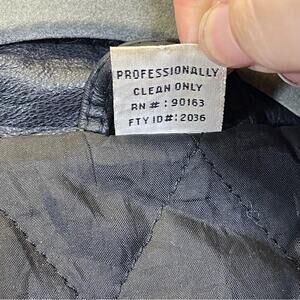 PROFESSIONALLY
CLEAN ONLY
RN #: 90163
FTY ID#: 2036